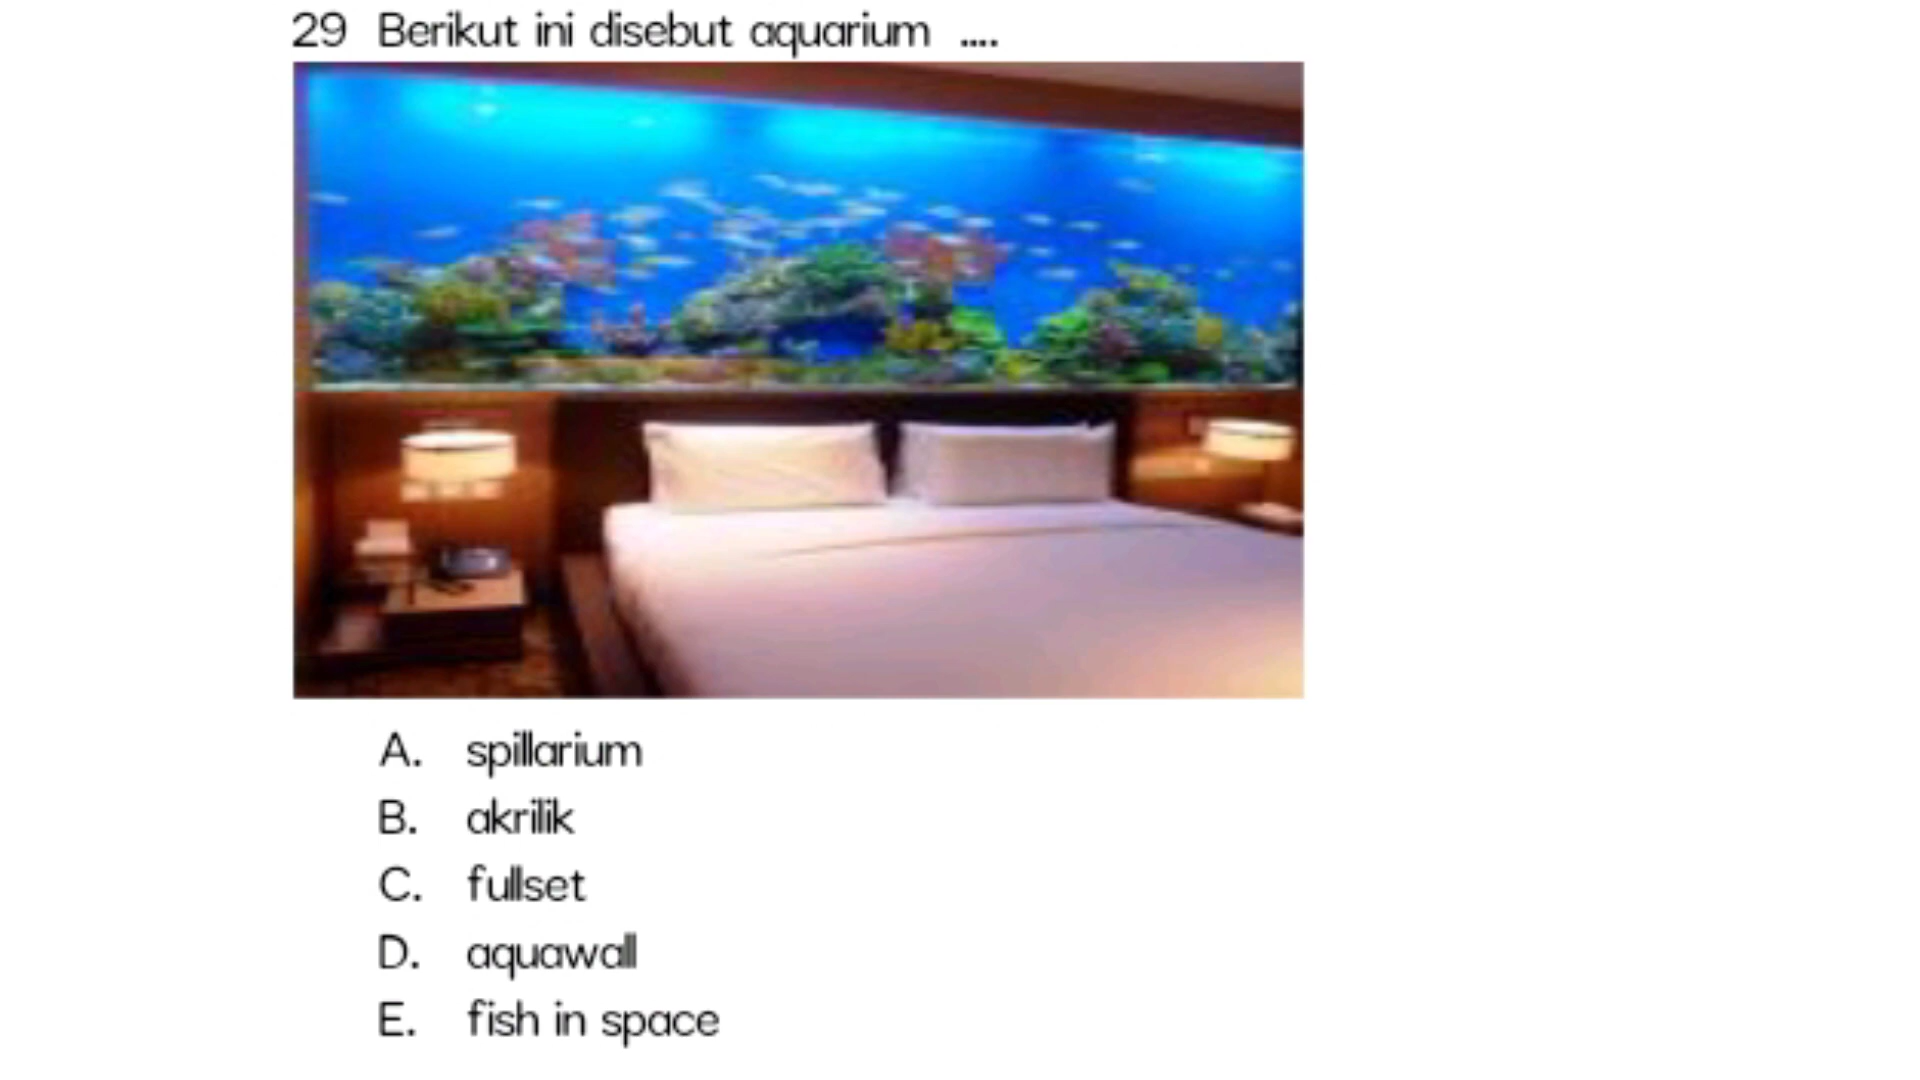 29 Berikut ini disebut aquarium ....
A. spillarium
B. akrilik
C. fullset
D. aquawall
E. fish in space